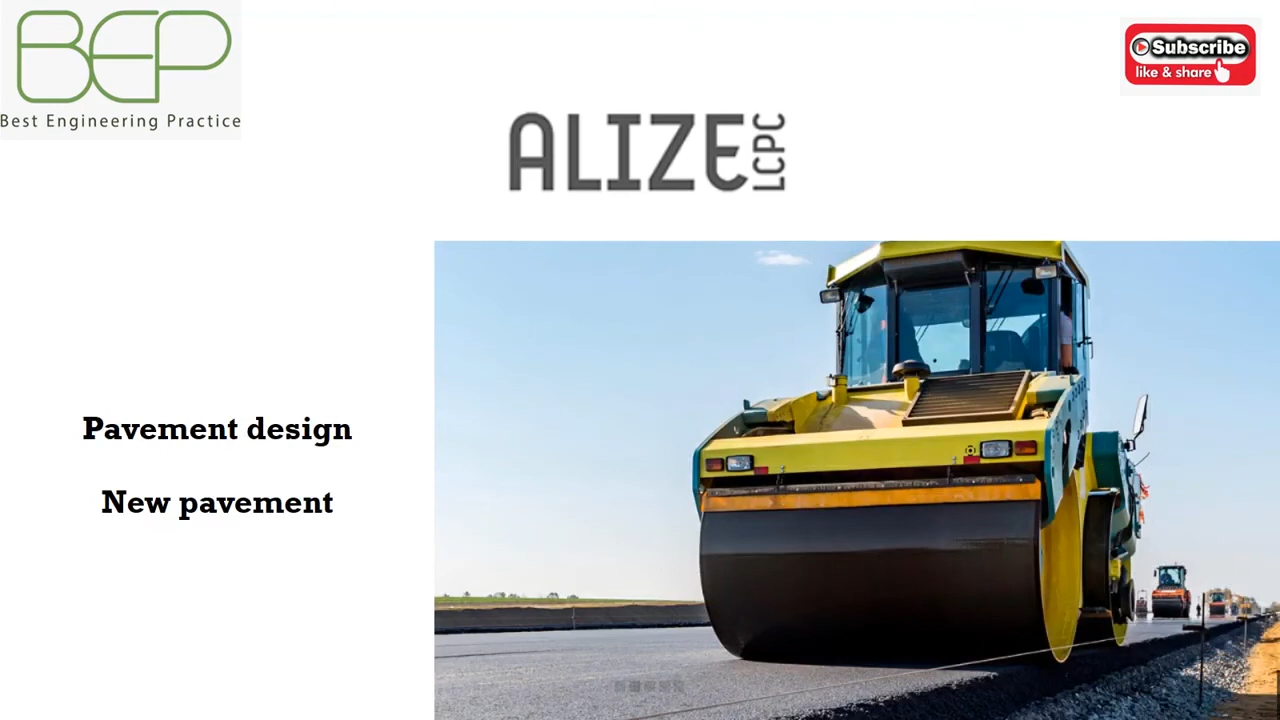 BEP
Best Engineering Practice
Subscribe
like & share
ALIZE LCPC
Pavement design
New pavement